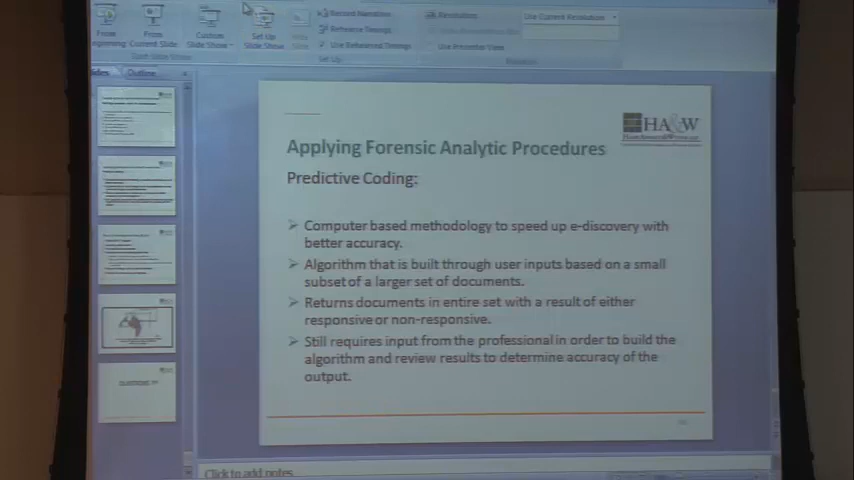 From
Beginning
From
Current Slide
Custom
Slide Show
Set Up
Slide Show
Record Narration
Rehearse Timings
Use Rehearsed Timings
Set Up
Resolution:
Use Current Resolution
Use Presenter View
Slides
Outline
HA&W
Applying Forensic Analytic Procedures
Predictive Coding:
Computer based methodology to speed up e-discovery with
better accuracy.
Algorithm that is built through user inputs based on a small
subset of a larger set of documents.
Returns documents in entire set with a result of either
responsive or non-responsive.
Still requires input from the professional in order to build the
algorithm and review results to determine accuracy of the
output.
Click to add notes